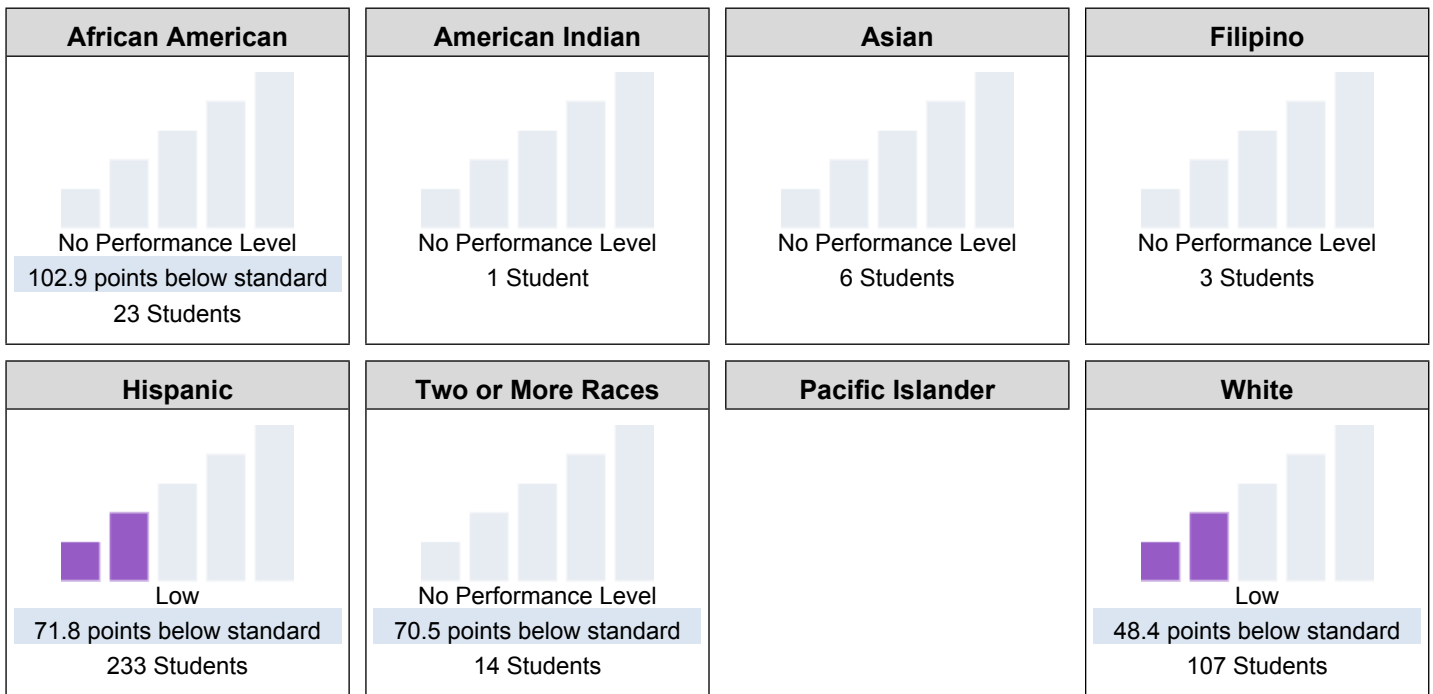 African American
No Performance Level
102.9 points below standard
23 Students
American Indian
No Performance Level
1 Student
Asian
No Performance Level
6 Students
Filipino
No Performance Level
3 Students
Hispanic
Low
71.8 points below standard
233 Students
Two or More Races
No Performance Level
70.5 points below standard
14 Students
Pacific Islander
White
Low
48.4 points below standard
107 Students